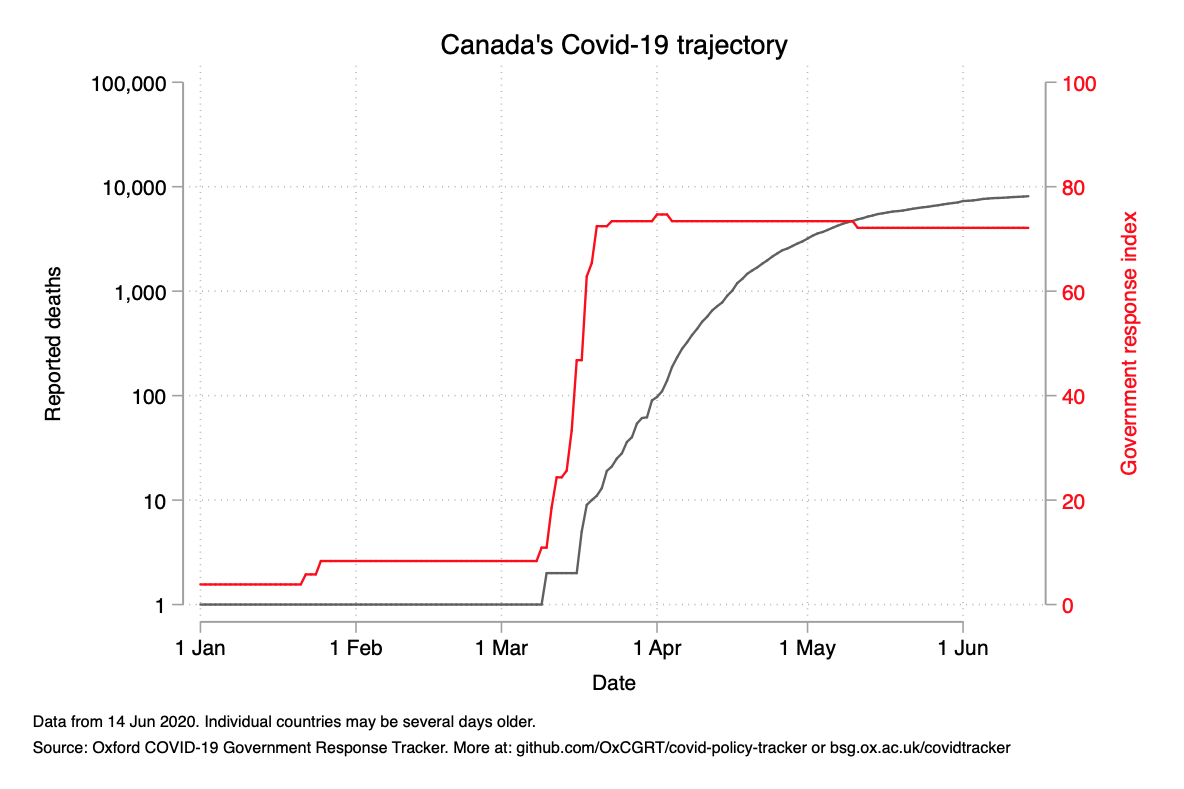 Canada's Covid-19 trajectory
100,000
10,000
1,000
100
10
1
Reported deaths
100
80
60
40
20
0
Government response index
1 Jan 1 Feb 1 Mar 1 Apr 1 May 1 Jun
Date
Data from 14 Jun 2020. Individual countries may be several days older.
Source: Oxford COVID-19 Government Response Tracker. More at: github.com/OxCGRT/covid-policy-tracker or bsg.ox.ac.uk/covidtracker